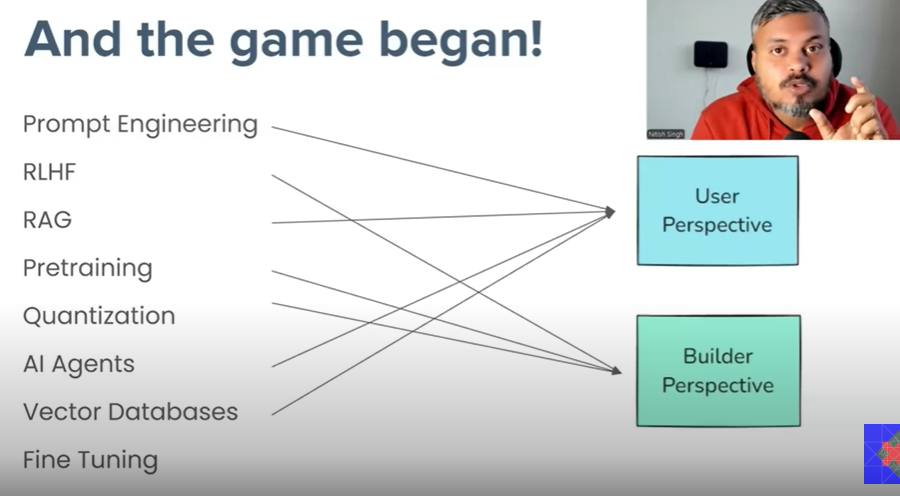 And the game began!
Prompt Engineering
RLHF
RAG
Pretraining
Quantization
AI Agents
Vector Databases
Fine Tuning
Nitish Singh
User
Perspective
Builder
Perspective